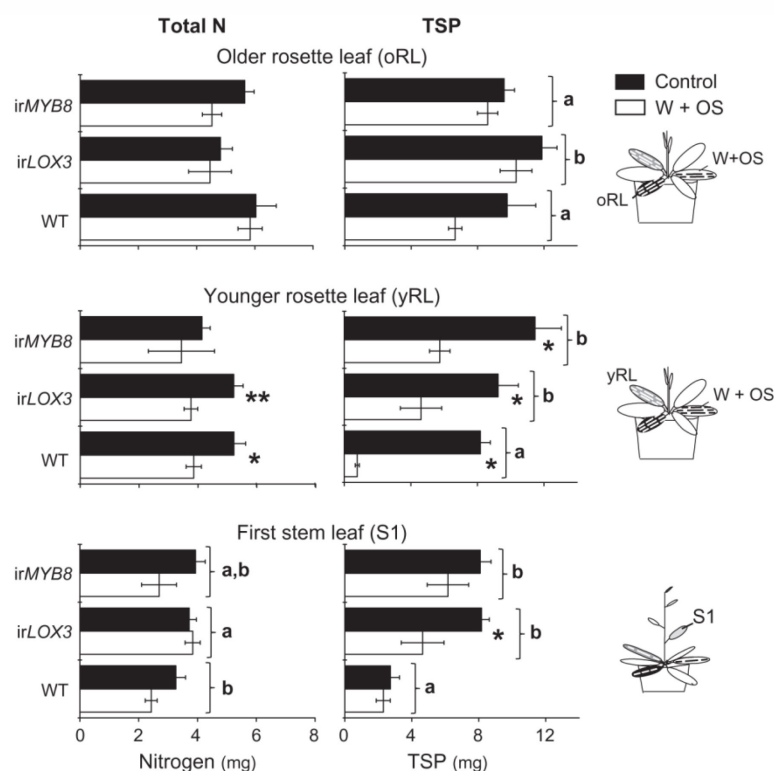 Total N TSP
Older rosette leaf (oRL)
Control
W + OS
irMYB8 a
irLOX3 b
WT a
W+OS
oRL
Younger rosette leaf (yRL)
irMYB8 * b
irLOX3 ** * b
WT * * a
yRL
W + OS
First stem leaf (S1)
irMYB8 a,b b
irLOX3 a * b
WT b a
S1
0 2 4 6 8 0 4 8 12
Nitrogen (mg) TSP (mg)